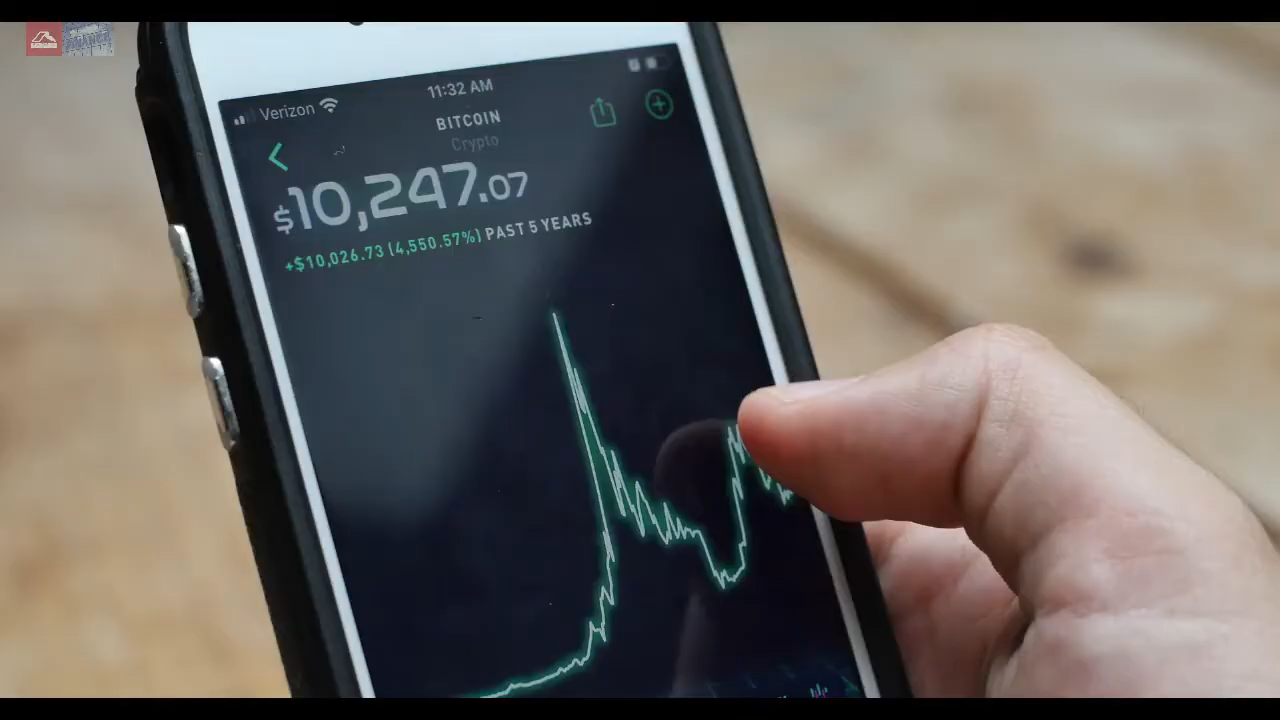 Verizon
11:32 AM
BITCOIN
Crypto
$10,247.07
+$10,026.73 (4,550.57%) PAST 5 YEARS